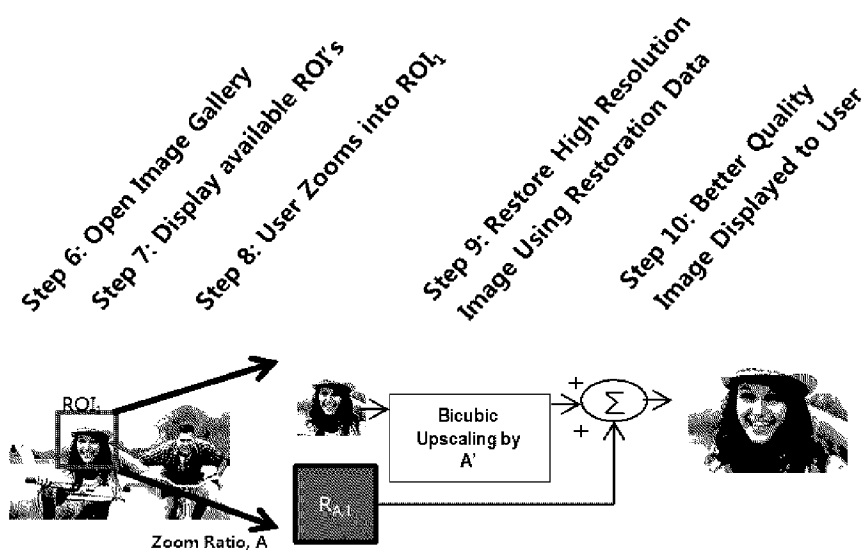 Step 6: Open Image Gallery
Step 7: Display available ROI's
Step 8: User Zooms into ROI₁
Step 9: Restore High Resolution
Image Using Restoration Data
Step 10: Better Quality
Image Displayed to User
ROI₁
Bicubic
Upscaling by
A'
+
+
Σ
R_A,1,
Zoom Ratio, A